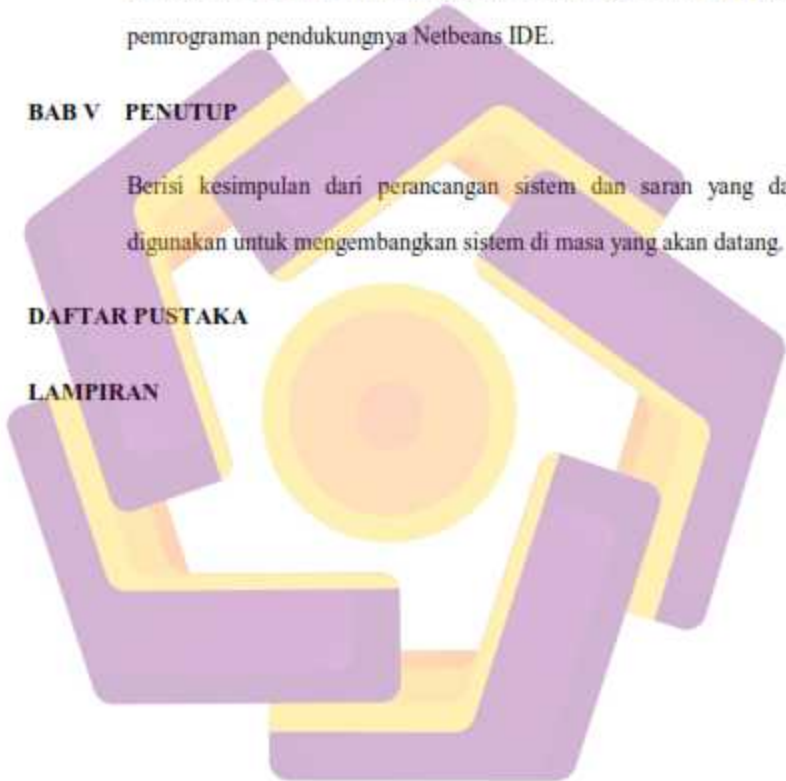 pemrograman pendukungnya Netbeans IDE.
BAB V PENUTUP
Berisi kesimpulan dari perancangan sistem dan saran yang da
digunakan untuk mengembangkan sistem di masa yang akan datang.
DAFTAR PUSTAKA
LAMPIRAN